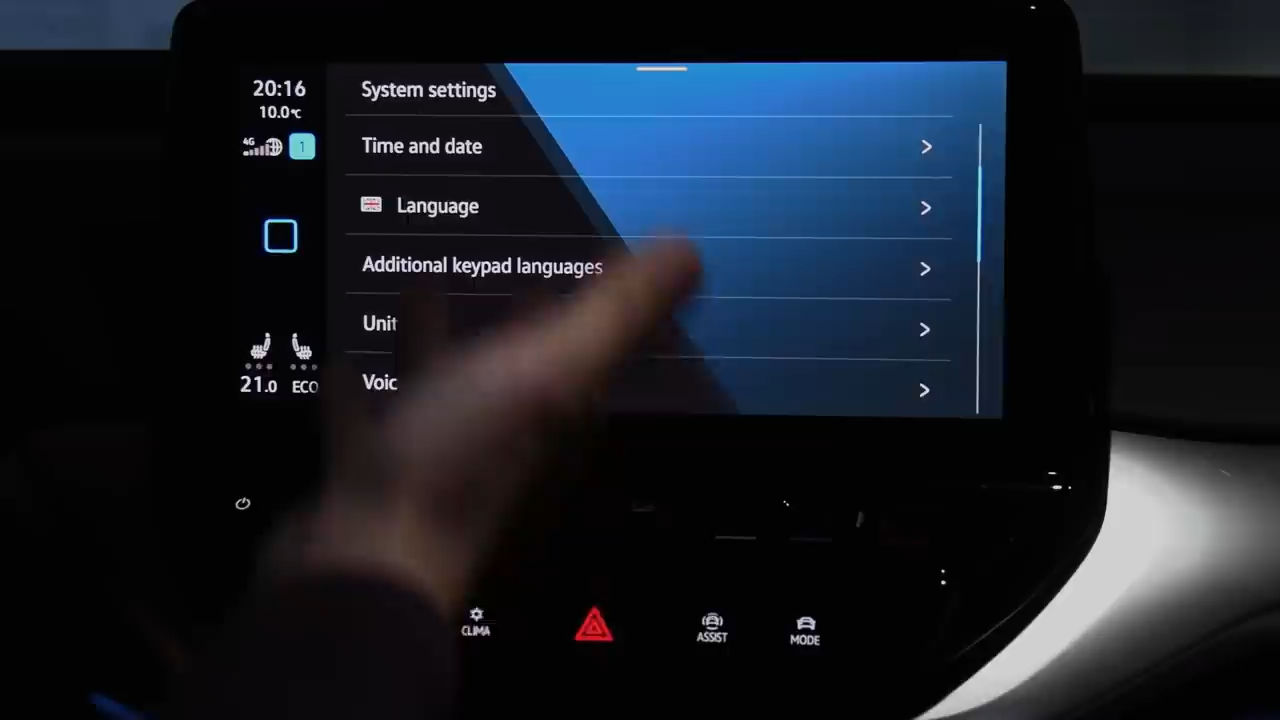 20:16
10.0°C
4G
1
System settings
Time and date
Language
Additional keypad languages
Unit
Voic
21.0 ECO
CLIMA
ASSIST
MODE